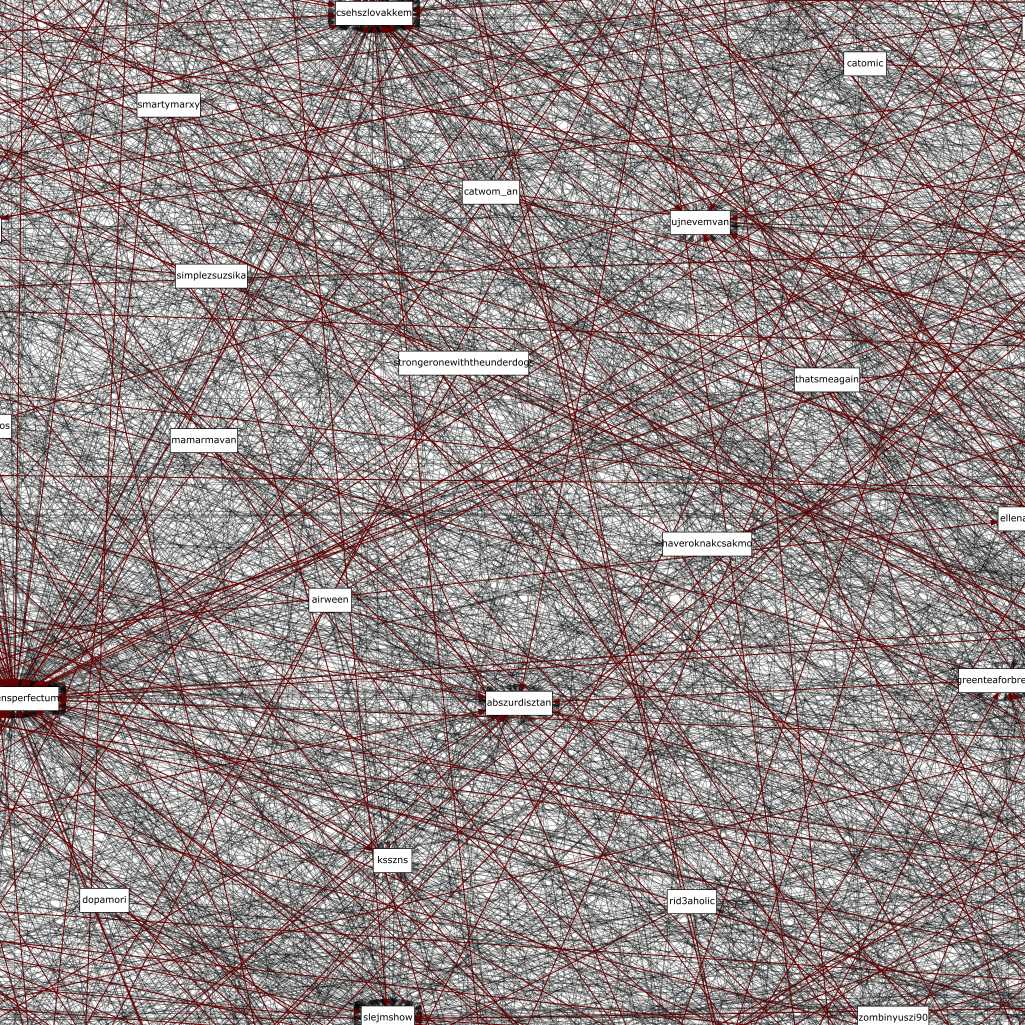 csehszlovakkem
catomic
smartymarxy
catwom_an
ujnevemvan
simplezsuzsika
strongeronewiththeunderdog
thatsmeagain
os
mamarmavan
ellena
haveroknakcsakmo
airween
greenteaforbre
ensperfectum
abszurdisztan
ksszns
dopamori
rid3aholic
slejmshow
zombinyuszi90